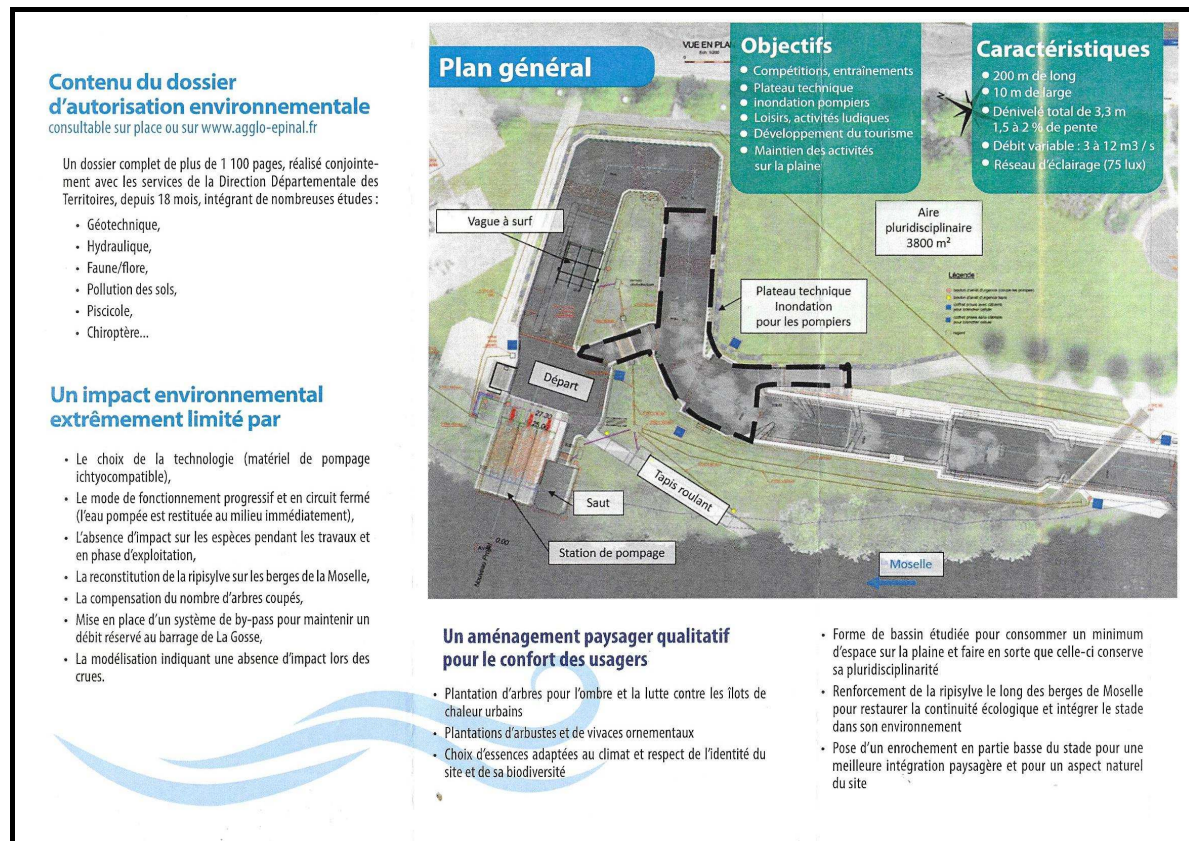 Contenu du dossier
d'autorisation environnementale
consultable sur place ou sur www.agglo-epinal.fr
Un dossier complet de plus de 1 100 pages, réalisé conjointe-
ment avec les services de la Direction Départementale des
Territoires, depuis 18 mois, intégrant de nombreuses études :
• Géotechnique,
• Hydraulique,
• Faune/flore,
• Pollution des sols,
• Piscicole,
• Chiroptère...
Un impact environnemental
extrêmement limité par
• Le choix de la technologie (matériel de pompage
ichtyocompatible),
• Le mode de fonctionnement progressif et en circuit fermé
(l'eau pompée est restituée au milieu immédiatement),
• L'absence d'impact sur les espèces pendant les travaux et
en phase d'exploitation,
• La reconstitution de la ripisylve sur les berges de la Moselle,
• La compensation du nombre d'arbres coupés,
• Mise en place d'un système de by-pass pour maintenir un
débit réservé au barrage de La Gosse,
• La modélisation indiquant une absence d'impact lors des
crues.
Plan général
VUE EN PLA
Objectifs
• Compétitions, entraînements
• Plateau technique
• inondation pompiers
• Loisirs, activités ludiques
• Développement du tourisme
• Maintien des activités
sur la plaine
Caractéristiques
• 200 m de long
• 10 m de large
• Dénivelé total de 3,3 m
1,5 à 2 % de pente
• Débit variable : 3 à 12 m3 / s
• Réseau d'éclairage (75 lux)
N
Vague à surf
Aire
pluridisciplinaire
3800 m²
Légende
Plateau technique
Inondation
pour les pompiers
Départ
27.32
25.00
Saut
Tapis roulant
Station de pompage
0.00
Nouveau Projet
Moselle
Un aménagement paysager qualitatif
pour le confort des usagers
• Plantation d'arbres pour l'ombre et la lutte contre les îlots de
chaleur urbains
• Plantations d'arbustes et de vivaces ornementaux
• Choix d'essences adaptées au climat et respect de l'identité du
site et de sa biodiversité
• Forme de bassin étudiée pour consommer un minimum
d'espace sur la plaine et faire en sorte que celle-ci conserve
sa pluridisciplinarité
• Renforcement de la ripisylve le long des berges de Moselle
pour restaurer la continuité écologique et intégrer le stade
dans son environnement
• Pose d'un enrochement en partie basse du stade pour une
meilleure intégration paysagère et pour un aspect naturel
du site